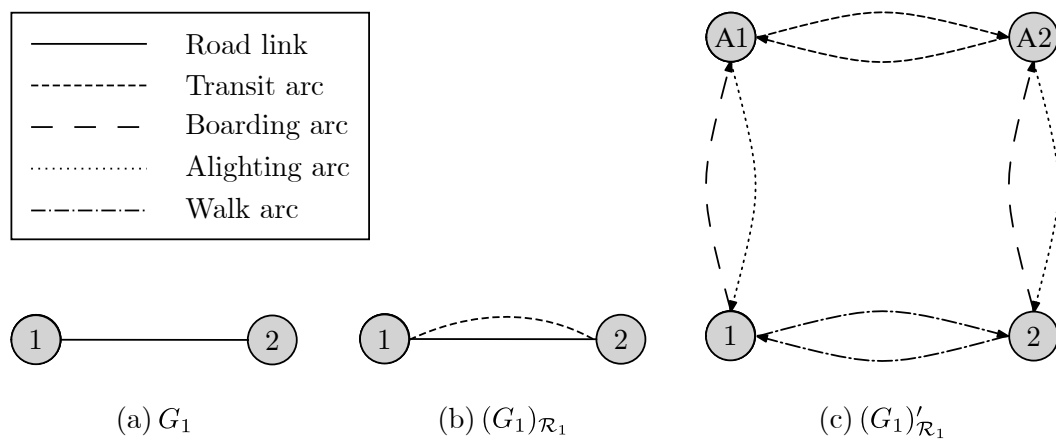 Road link
Transit arc
Boarding arc
Alighting arc
Walk arc
1
2
(a) G₁
1
2
(b) (G₁)_{ℛ₁}
A1
A2
1
2
(c) (G₁)′_{ℛ₁}